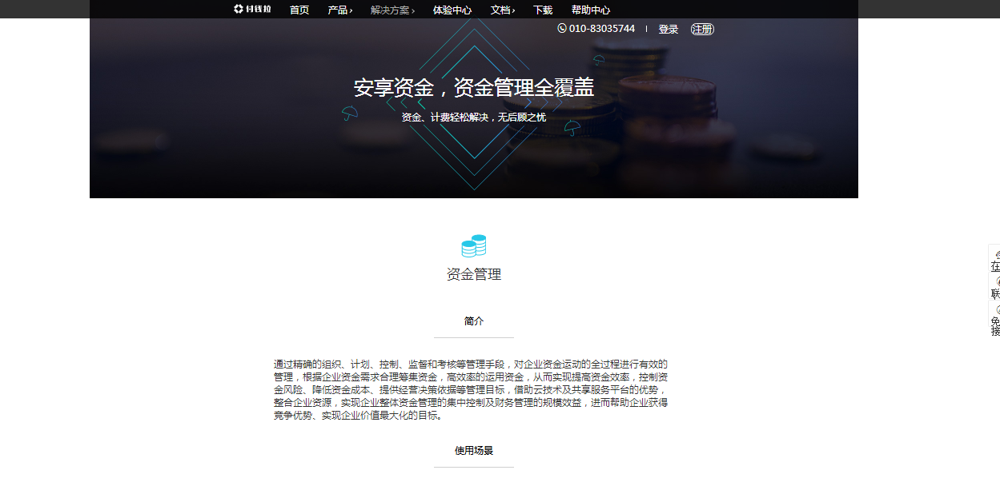 付钱拉 首页 产品› 解决方案› 体验中心 文档› 下载 帮助中心
010-83035744 | 登录 注册
安享资金，资金管理全覆盖
资金、计费轻松解决，无后顾之忧
资金管理
简介
通过精确的组织、计划、控制、监督和考核等管理手段，对企业资金运动的全过程进行有效的
管理，根据企业资金需求合理筹集资金，高效率的运用资金，从而实现提高资金效率，控制资
金风险、降低资金成本、提供经营决策依据等管理目标，借助云技术及共享服务平台的优势，
整合企业资源，实现企业整体资金管理的集中控制及财务管理的规模效益，进而帮助企业获得
竞争优势、实现企业价值最大化的目标。
使用场景
在
联
免
接